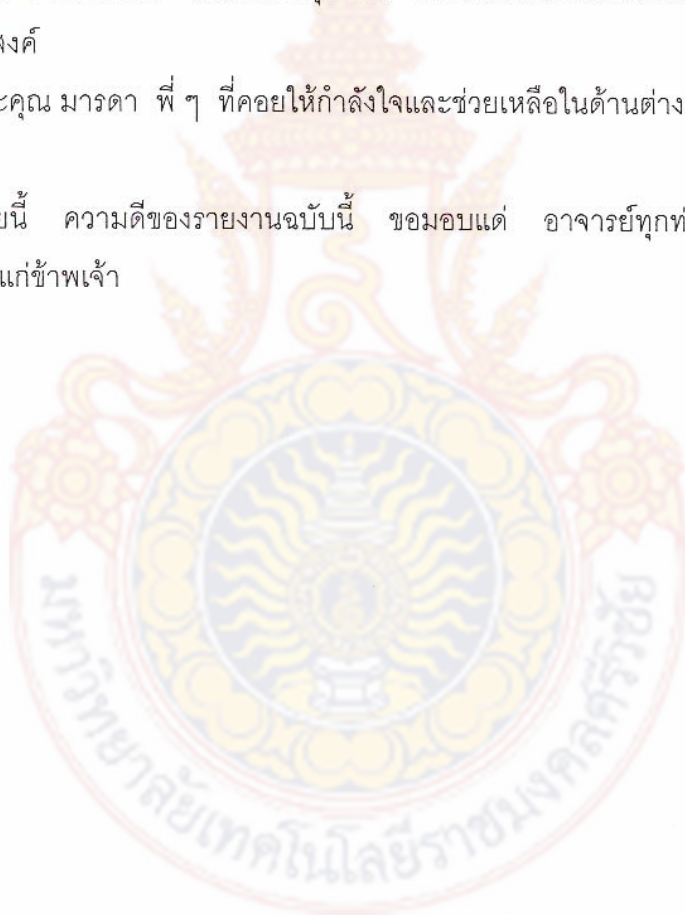 สงค์
ะคุณ มารดา พี่ ๆ ที่คอยให้กำลังใจและช่วยเหลือในด้านต่าง
ยนี้ ความดีของรายงานฉบับนี้ ขอมอบแด่ อาจารย์ทุกท่
แก่ข้าพเจ้า
มหาวิทยาลัยเทคโนโลยีราชมงคลศรีวิชัย